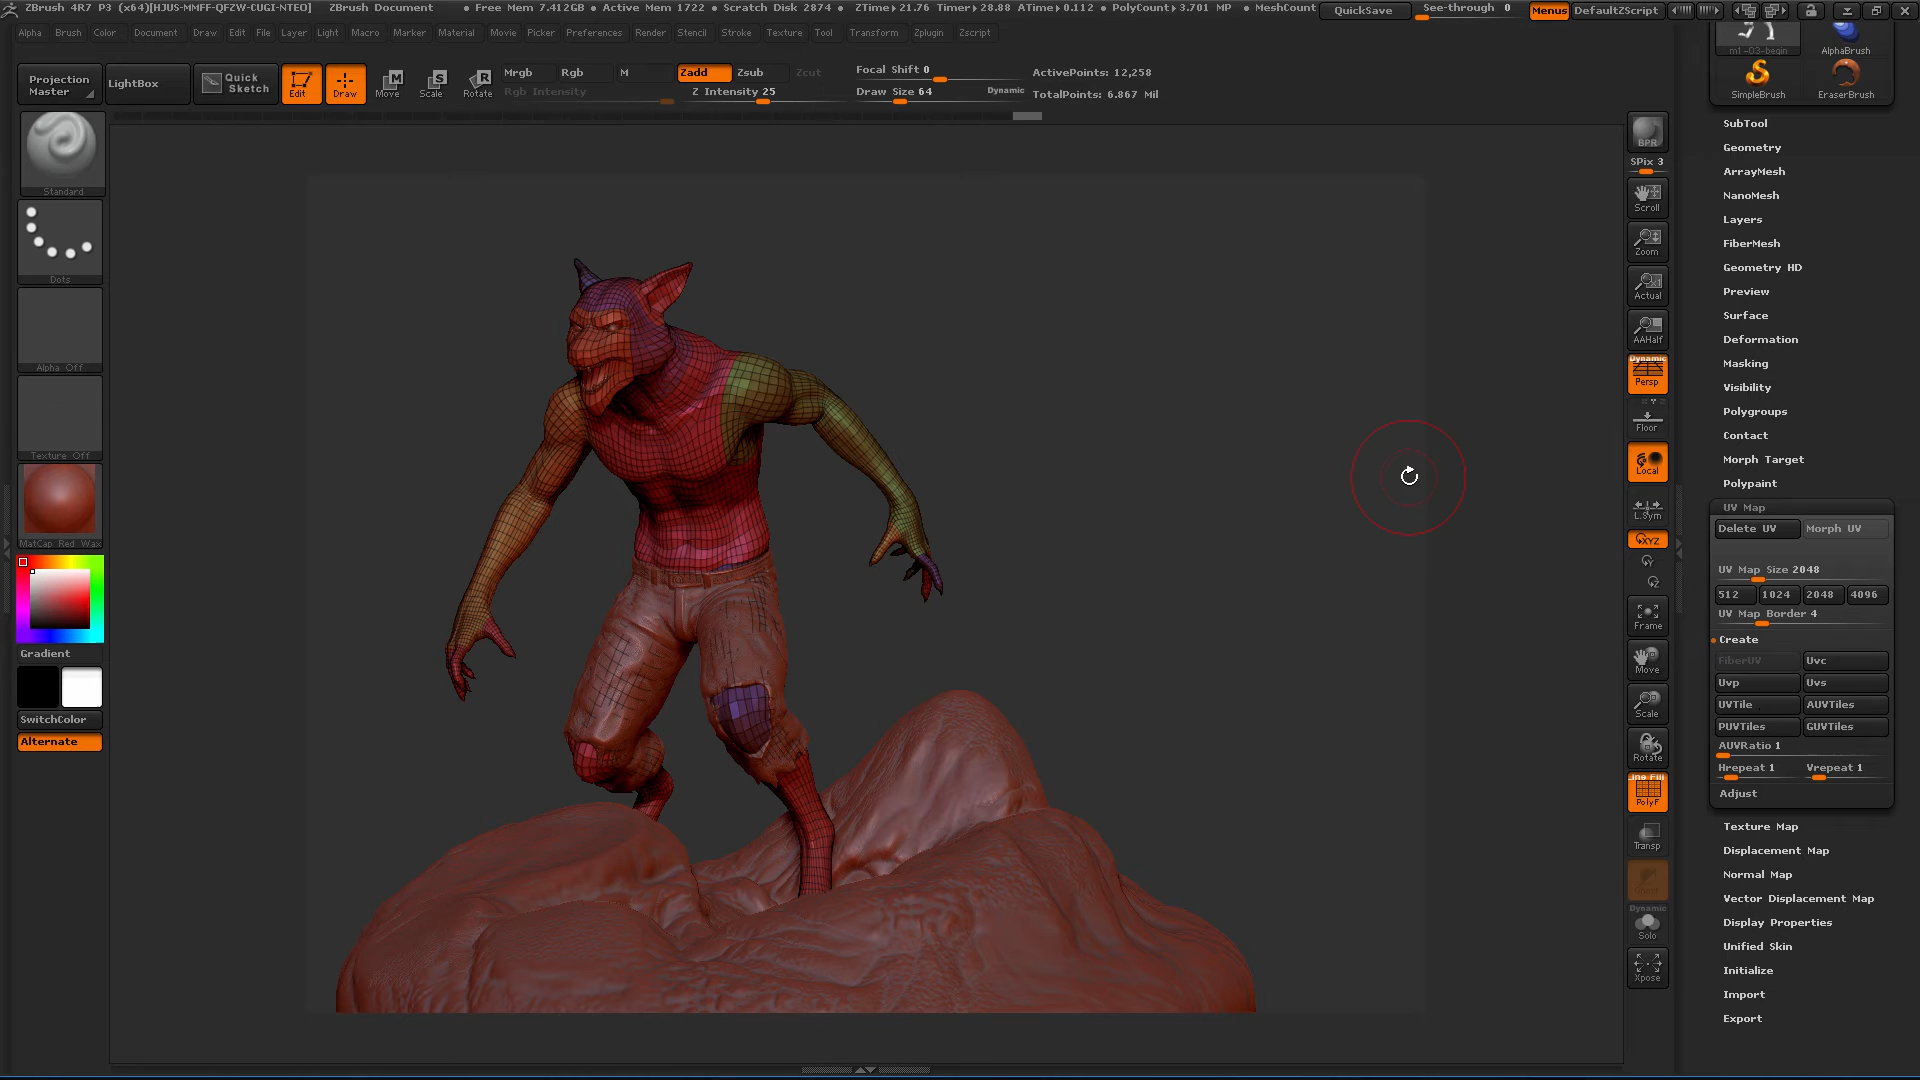 ZBrush 4R7 P3 (x64)[HJUS-MMFF-QFZW-CUGI-NTEO] ZBrush Document • Free Mem 7.412GB • Active Mem 1722 • Scratch Disk 2874 • ZTime▸21.76 Timer▸28.88 ATime▸0.112 • PolyCount▸3.701 MP • MeshCount QuickSave See-through 0 Menus DefaultZScript
Alpha Brush Color Document Draw Edit File Layer Light Macro Marker Material Movie Picker Preferences Render Stencil Stroke Texture Tool Transform Zplugin Zscript
Projection Master
LightBox
Quick Sketch
Edit
Draw
Move
Scale
Rotate
Mrgb Rgb M
Rgb Intensity
Zadd Zsub Zcut
Z Intensity 25
Focal Shift 0
Draw Size 64
Dynamic
ActivePoints: 12,258
TotalPoints: 6.867 Mil
Standard
Dots
Alpha Off
Texture Off
MatCap Red Wax
Gradient
SwitchColor
Alternate
BPR
SPix 3
Scroll
Zoom
Actual
AAHalf
Dynamic
Persp
Floor
Local
L.Sym
XYZ
Y
Z
Frame
Move
Scale
Rotate
Line Fill
PolyF
Transp
Ghost
Dynamic
Solo
Xpose
m1-03-begin
AlphaBrush
SimpleBrush
EraserBrush
SubTool
Geometry
ArrayMesh
NanoMesh
Layers
FiberMesh
Geometry HD
Preview
Surface
Deformation
Masking
Visibility
Polygroups
Contact
Morph Target
Polypaint
UV Map
Delete UV Morph UV
UV Map Size 2048
512 1024 2048 4096
UV Map Border 4
Create
FiberUV Uvc
Uvp Uvs
UVTile AUVTiles
PUVTiles GUVTiles
AUVRatio 1
Hrepeat 1 Vrepeat 1
Adjust
Texture Map
Displacement Map
Normal Map
Vector Displacement Map
Display Properties
Unified Skin
Initialize
Import
Export